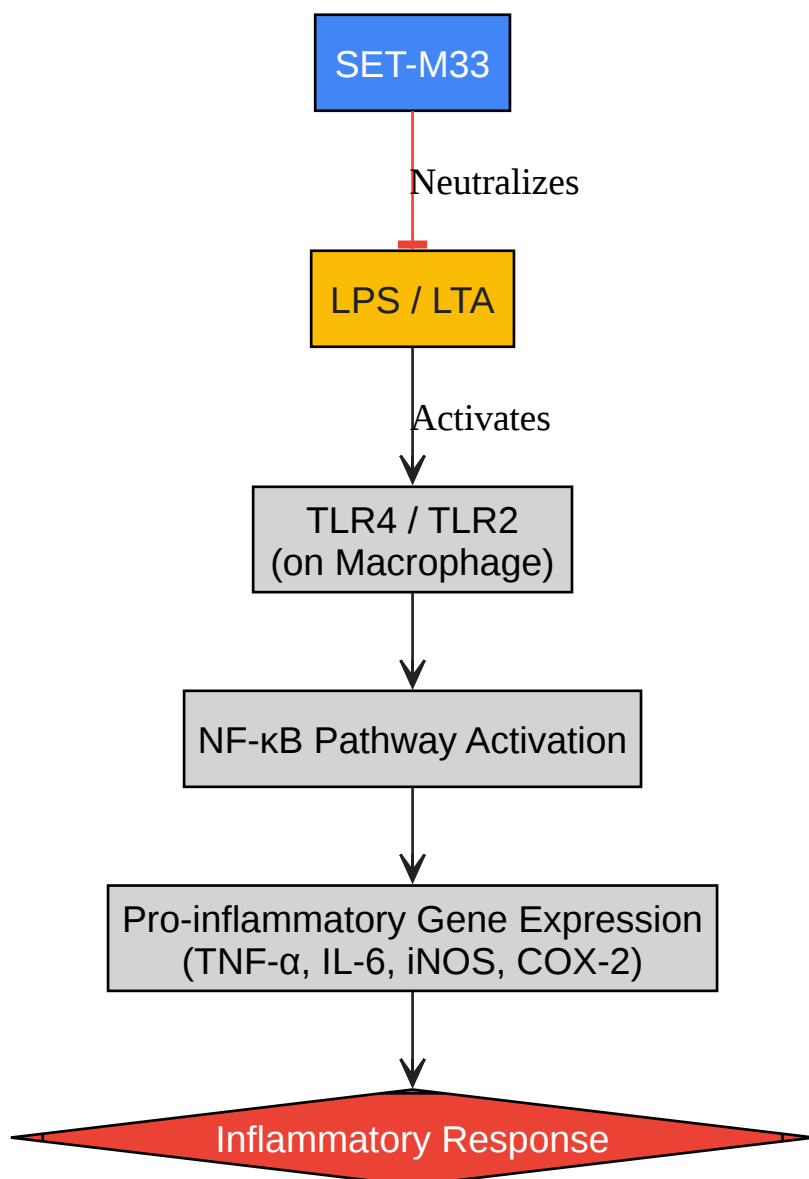 SET-M33
Neutralizes
LPS / LTA
Activates
TLR4 / TLR2
(on Macrophage)
NF-κB Pathway Activation
Pro-inflammatory Gene Expression
(TNF-α, IL-6, iNOS, COX-2)
Inflammatory Response